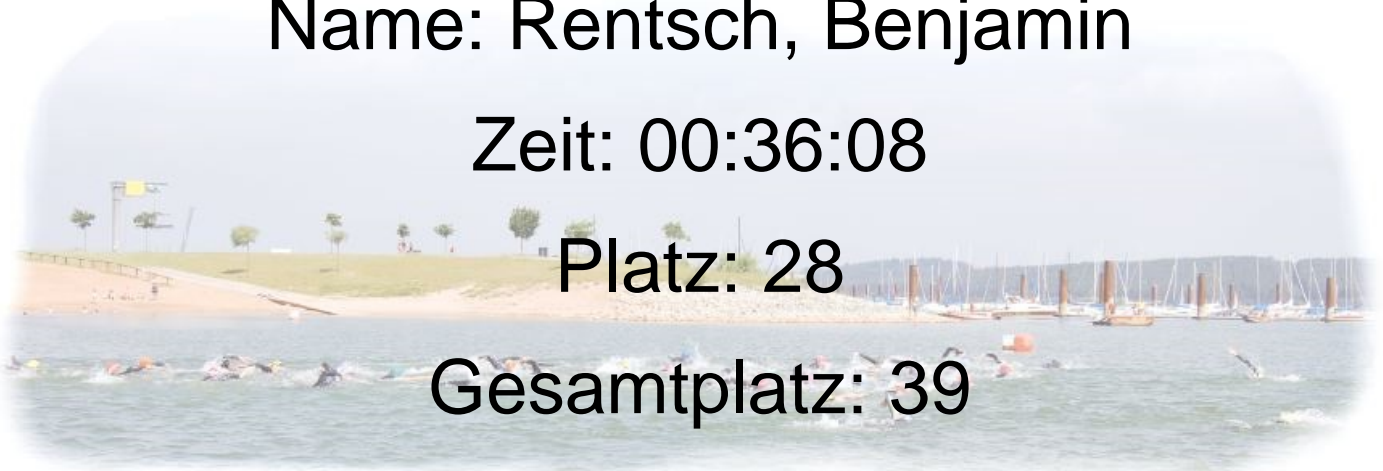 Name: Rentsch, Benjamin
Zeit: 00:36:08
Platz: 28
Gesamtplatz: 39